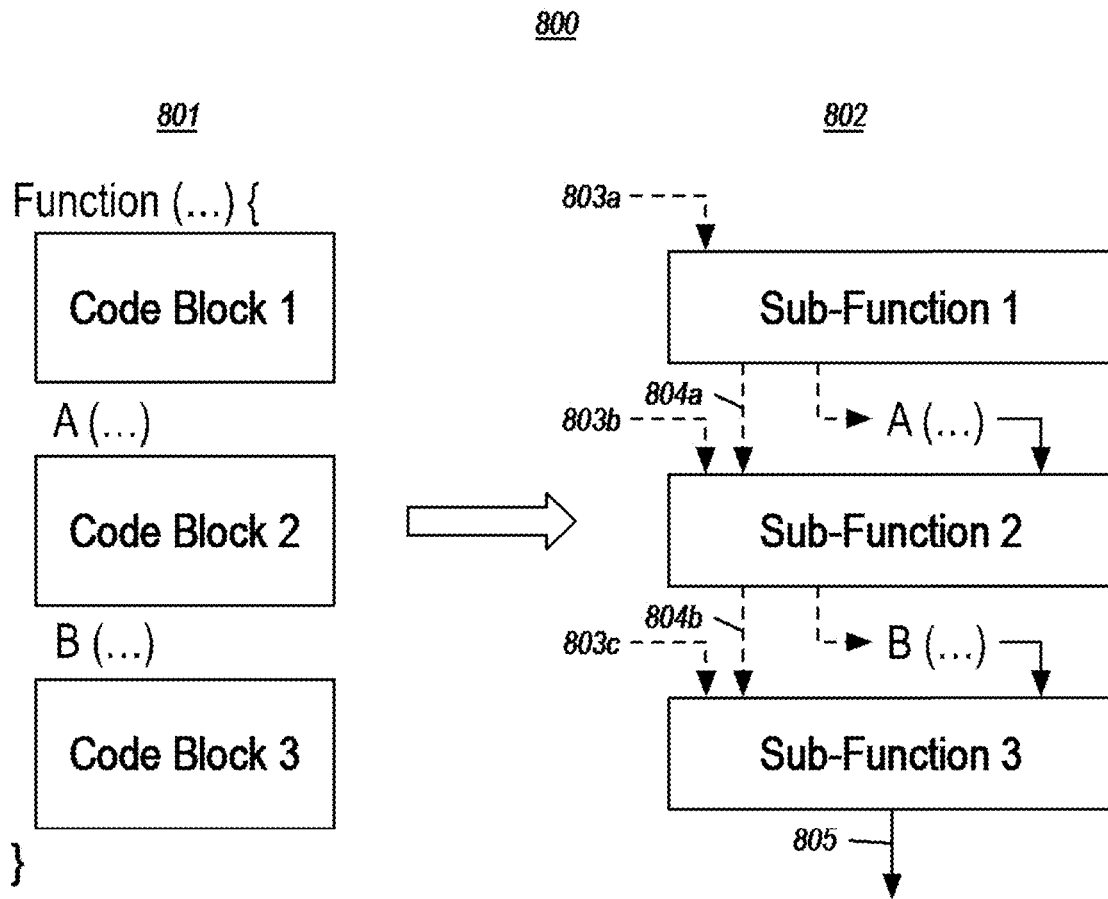 800
801
802
Function (...) {
803a
Code Block 1
Sub-Function 1
A (...)
804a
803b
A (...)
Code Block 2
Sub-Function 2
B (...)
804b
803c
B (...)
Code Block 3
Sub-Function 3
}
805